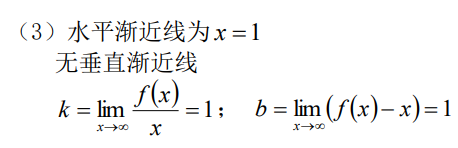 （3）水平渐近线为 x = 1
无垂直渐近线
k = lim_{x→∞} f(x)/x = 1； b = lim_{x→∞} (f(x) − x) = 1